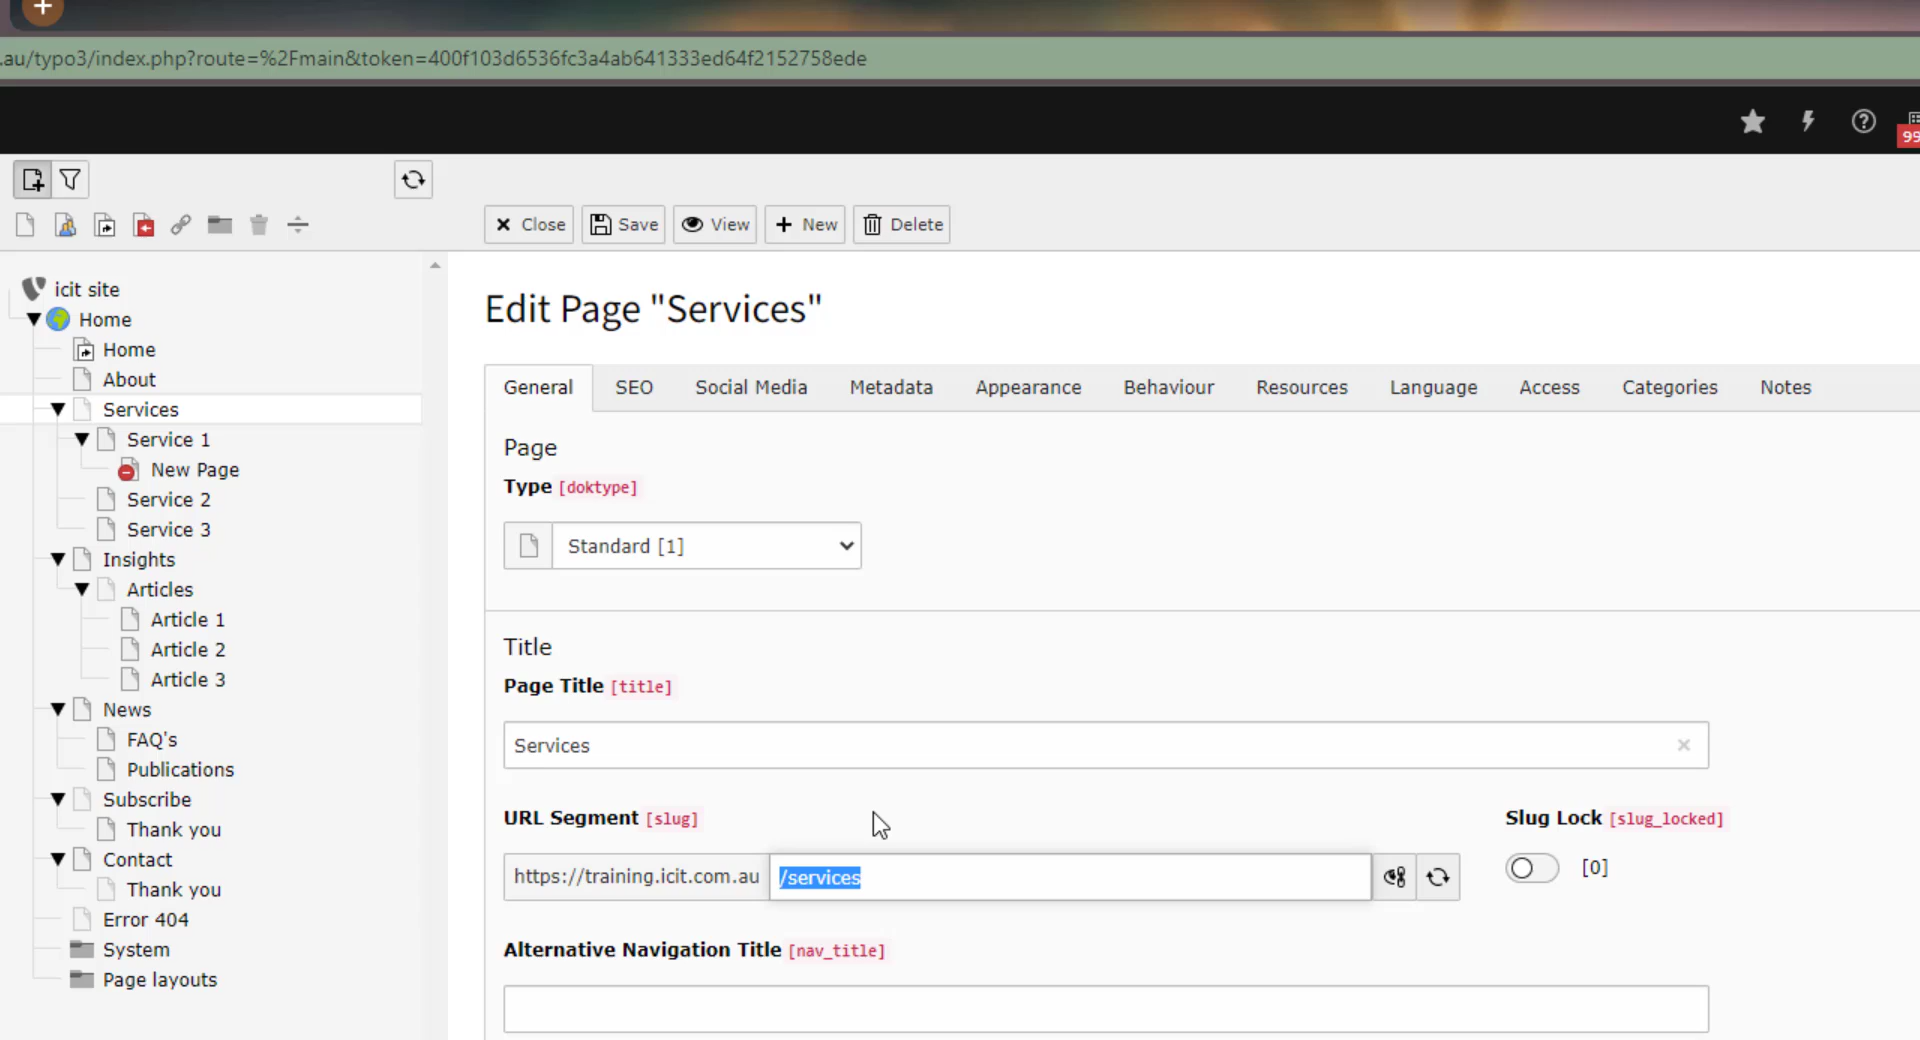 .au/typo3/index.php?route=%2Fmain&token=400f103d6536fc3a4ab641333ed64f2152758ede
99
Close Save View New Delete
icit site
Home
Home
About
Services
Service 1
New Page
Service 2
Service 3
Insights
Articles
Article 1
Article 2
Article 3
News
FAQ's
Publications
Subscribe
Thank you
Contact
Thank you
Error 404
System
Page layouts
Edit Page "Services"
General SEO Social Media Metadata Appearance Behaviour Resources Language Access Categories Notes
Page
Type [doktype]
Standard [1]
Title
Page Title [title]
Services
URL Segment [slug] Slug Lock [slug_locked]
https://training.icit.com.au /services [0]
Alternative Navigation Title [nav_title]